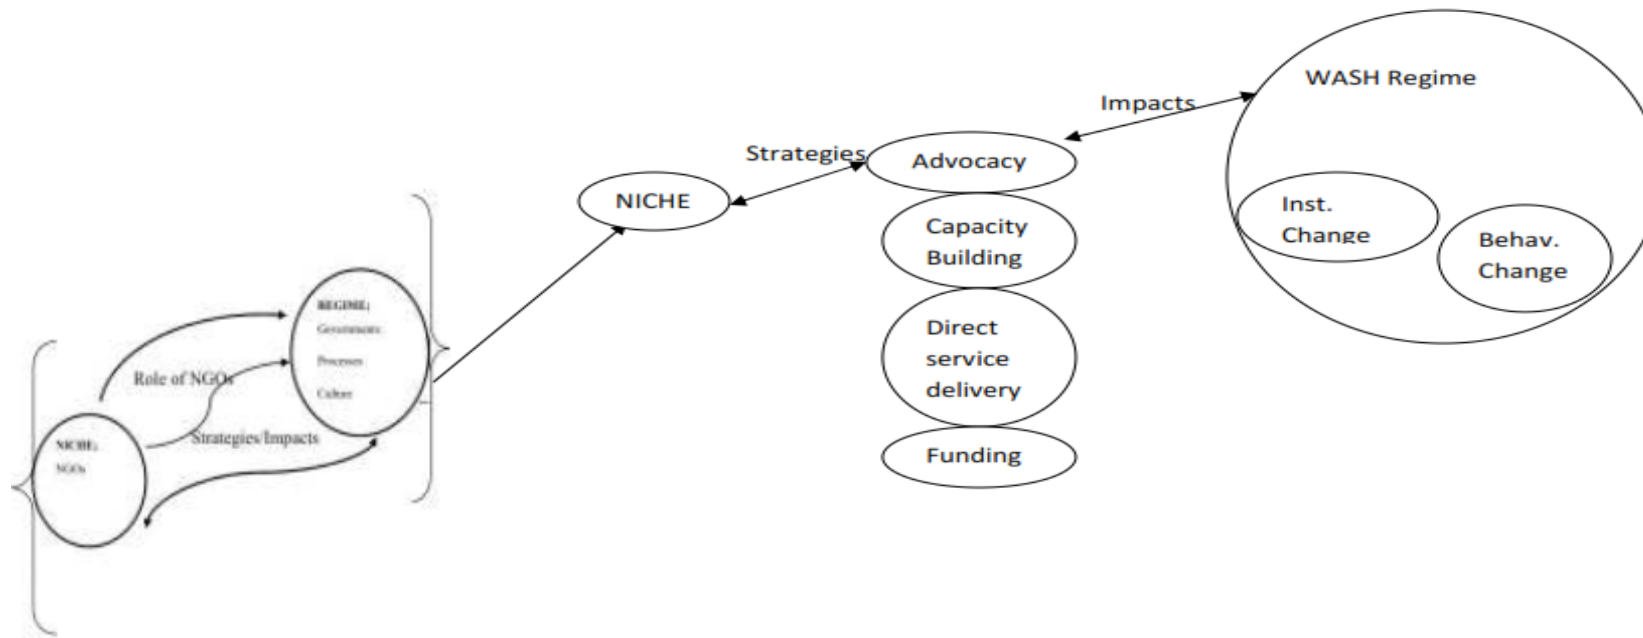 WASH Regime
Impacts
Strategies
Advocacy
NICHE
Inst.
Change
Capacity
Building
Behav.
Change
Direct
service
delivery
Funding
REGIME;
Governments
Processes
Culture
Role of NGOs
Strategies/Impacts
NICHE;
NGOs